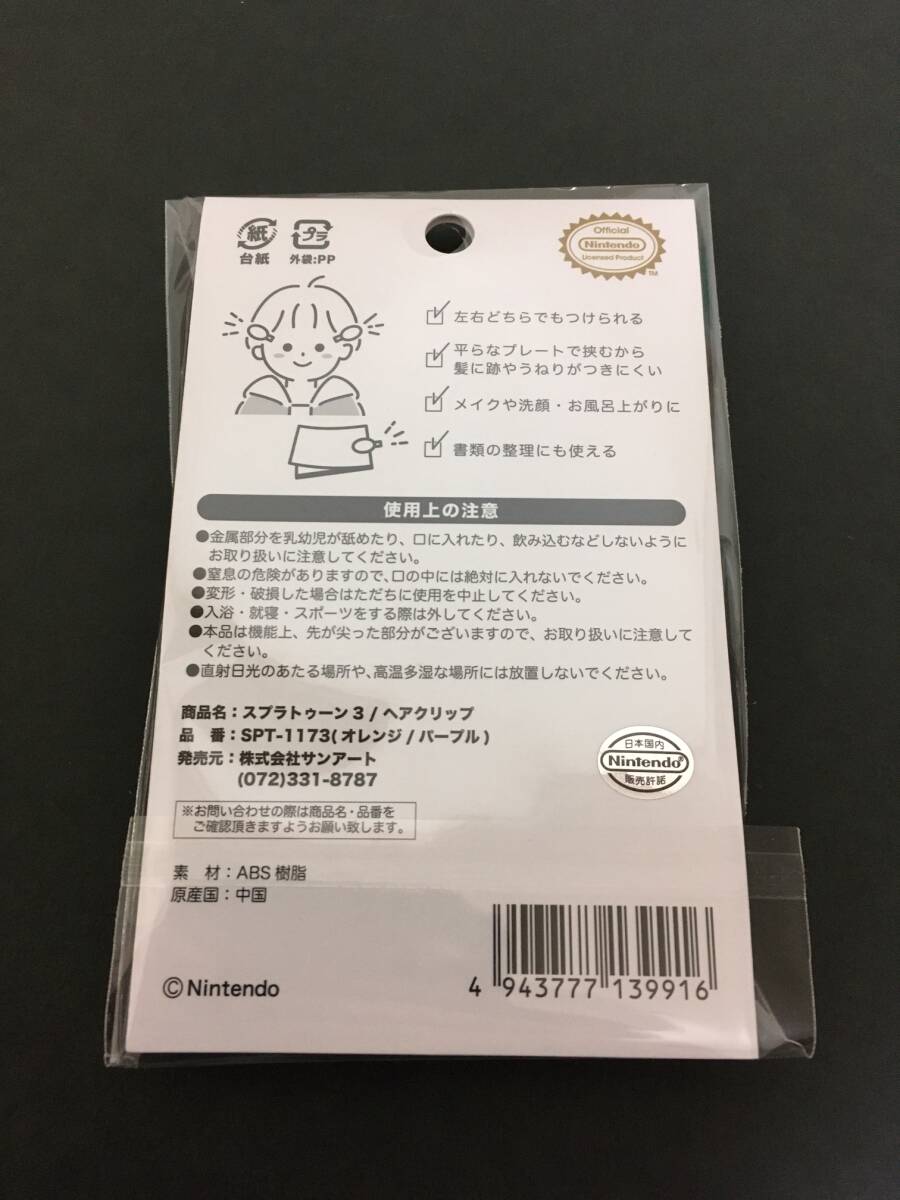 紙
プラ
台紙 外袋:PP
Official
Nintendo
Licensed Product
TM
左右どちらでもつけられる
平らなプレートで挟むから
髪に跡やうねりがつきにくい
メイクや洗顔・お風呂上がりに
書類の整理にも使える
使用上の注意
●金属部分を乳幼児が舐めたり、口に入れたり、飲み込むなどしないように
お取り扱いに注意してください。
●窒息の危険がありますので、口の中には絶対に入れないでください。
●変形・破損した場合はただちに使用を中止してください。
●入浴・就寝・スポーツをする際は外してください。
●本品は機能上、先が尖った部分がございますので、お取り扱いに注意して
ください。
●直射日光のあたる場所や、高温多湿な場所には放置しないでください。
商品名：スプラトゥーン3 / ヘアクリップ
品 番：SPT-1173(オレンジ/パープル)
発売元：株式会社サンアート
(072)331-8787
日本国内
Nintendo®
販売許諾
※お問い合わせの際は商品名・品番を
ご確認頂きますようお願い致します。
素 材：ABS樹脂
原産国：中国
©Nintendo
4 943777 139916